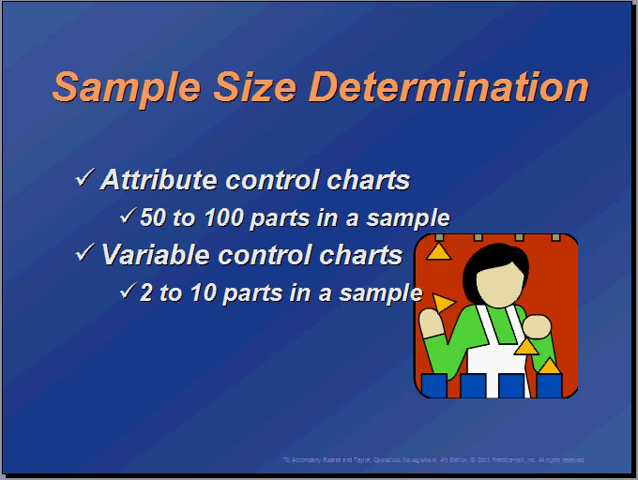 Sample Size Determination
Attribute control charts
50 to 100 parts in a sample
Variable control charts
2 to 10 parts in a sample
To Accompany Russell and Taylor, Operations Management, 4th Edition, © 2003 Prentice-Hall, Inc. All rights reserved.